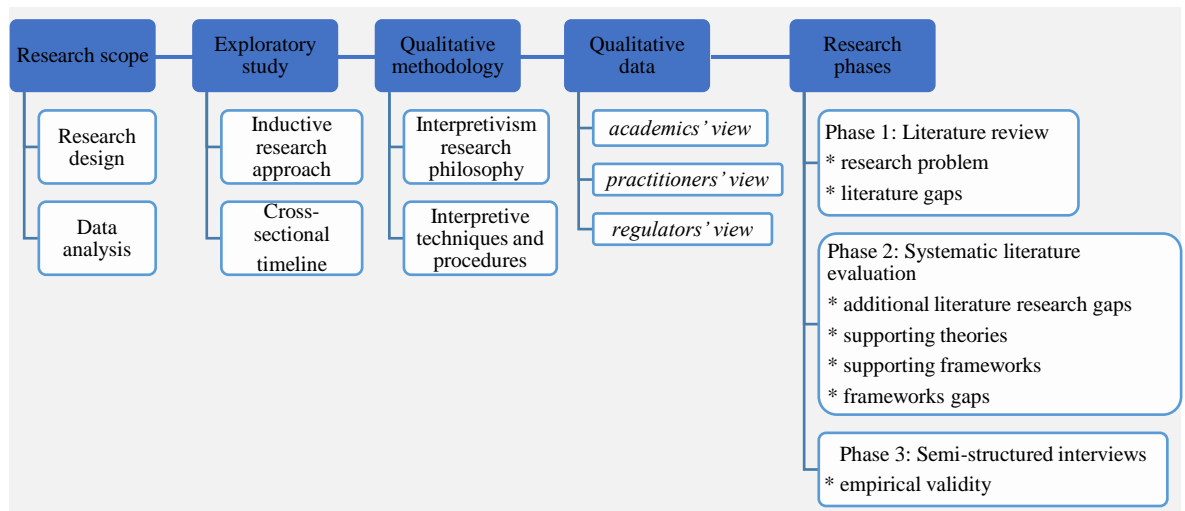 Research scope
Research
design
Data
analysis
Exploratory
study
Inductive
research
approach
Cross-
sectional
timeline
Qualitative
methodology
Interpretivism
research
philosophy
Interpretive
techniques and
procedures
Qualitative
data
academics’ view
practitioners’ view
regulators’ view
Research
phases
Phase 1: Literature review
* research problem
* literature gaps
Phase 2: Systematic literature
evaluation
* additional literature research gaps
* supporting theories
* supporting frameworks
* frameworks gaps
Phase 3: Semi-structured interviews
* empirical validity